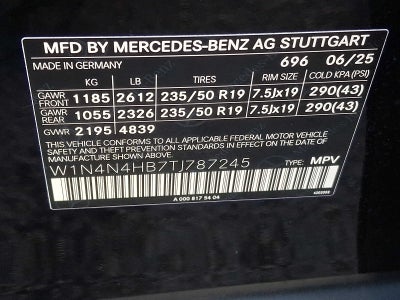 MFD BY MERCEDES-BENZ AG STUTTGART
MADE IN GERMANY 696 06/25
KG LB TIRES RIM SIZE COLD KPA(PSI)
GAWR FRONT 1185 2612 235/50 R19 7.5Jx19 290(43)
GAWR REAR 1055 2326 235/50 R19 7.5Jx19 290(43)
GVWR 2195 4839
THIS VEHICLE CONFORMS TO ALL APPLICABLE FEDERAL MOTOR VEHICLE
SAFETY, BUMPER AND THEFT PREVENTION STANDARDS IN EFFECT
ON THE DATE OF MANUFACTURE SHOWN ABOVE.
W1N4N4HB7TJ787245 MPV
A 000 817 54 04